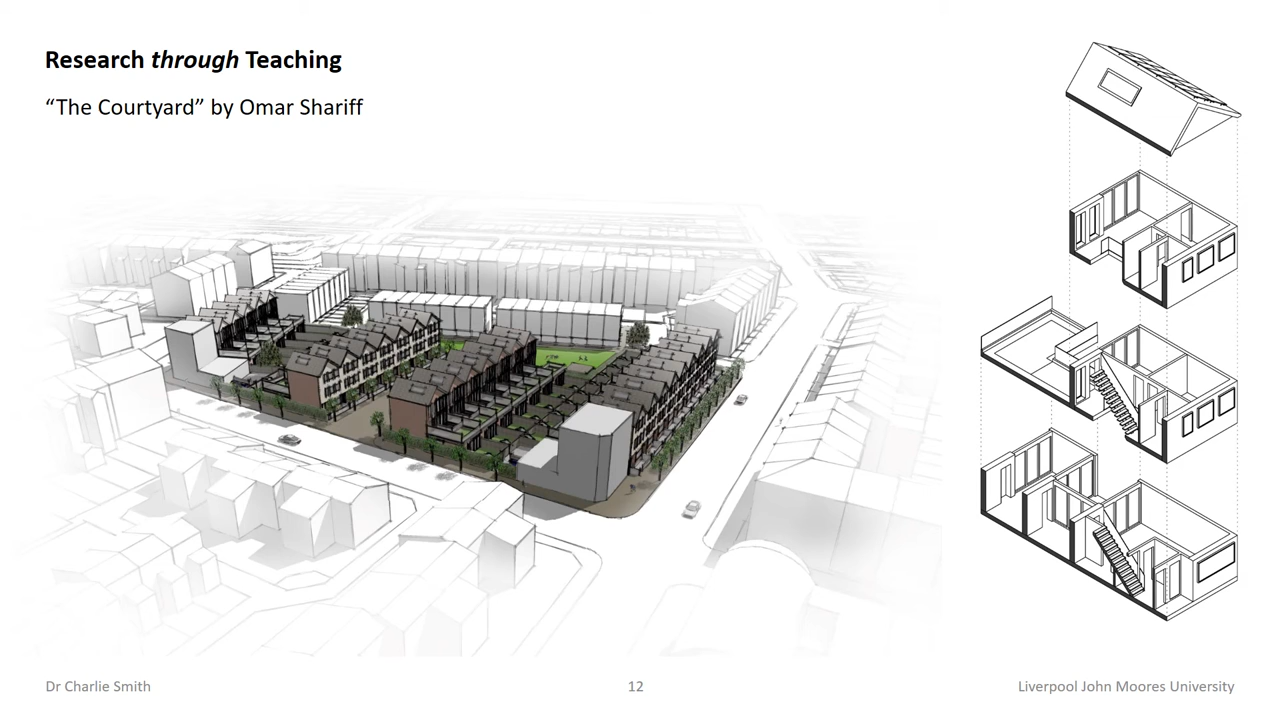 Research through Teaching
“The Courtyard” by Omar Shariff
Dr Charlie Smith
12
Liverpool John Moores University